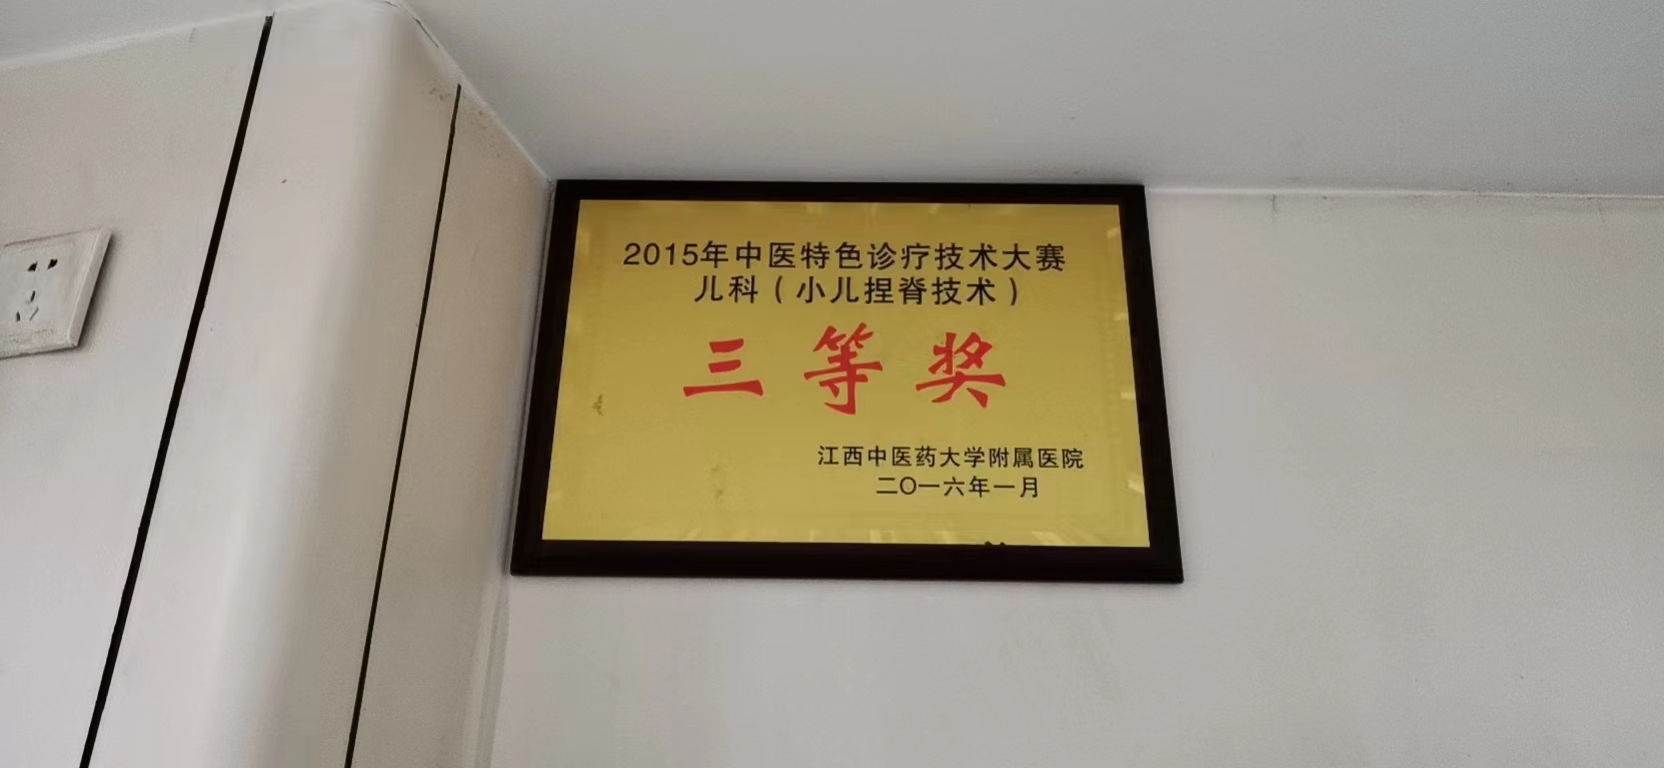 2015年中医特色诊疗技术大赛
儿科（小儿捏脊技术）
三等奖
江西中医药大学附属医院
二〇一六年一月